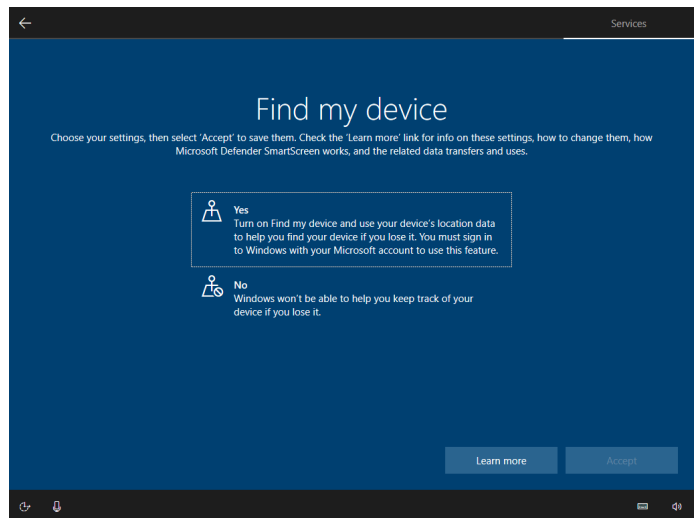 Services
Find my device
Choose your settings, then select 'Accept' to save them. Check the 'Learn more' link for info on these settings, how to change them, how
Microsoft Defender SmartScreen works, and the related data transfers and uses.
Yes
Turn on Find my device and use your device's location data
to help you find your device if you lose it. You must sign in
to Windows with your Microsoft account to use this feature.
No
Windows won't be able to help you keep track of your
device if you lose it.
Learn more
Accept